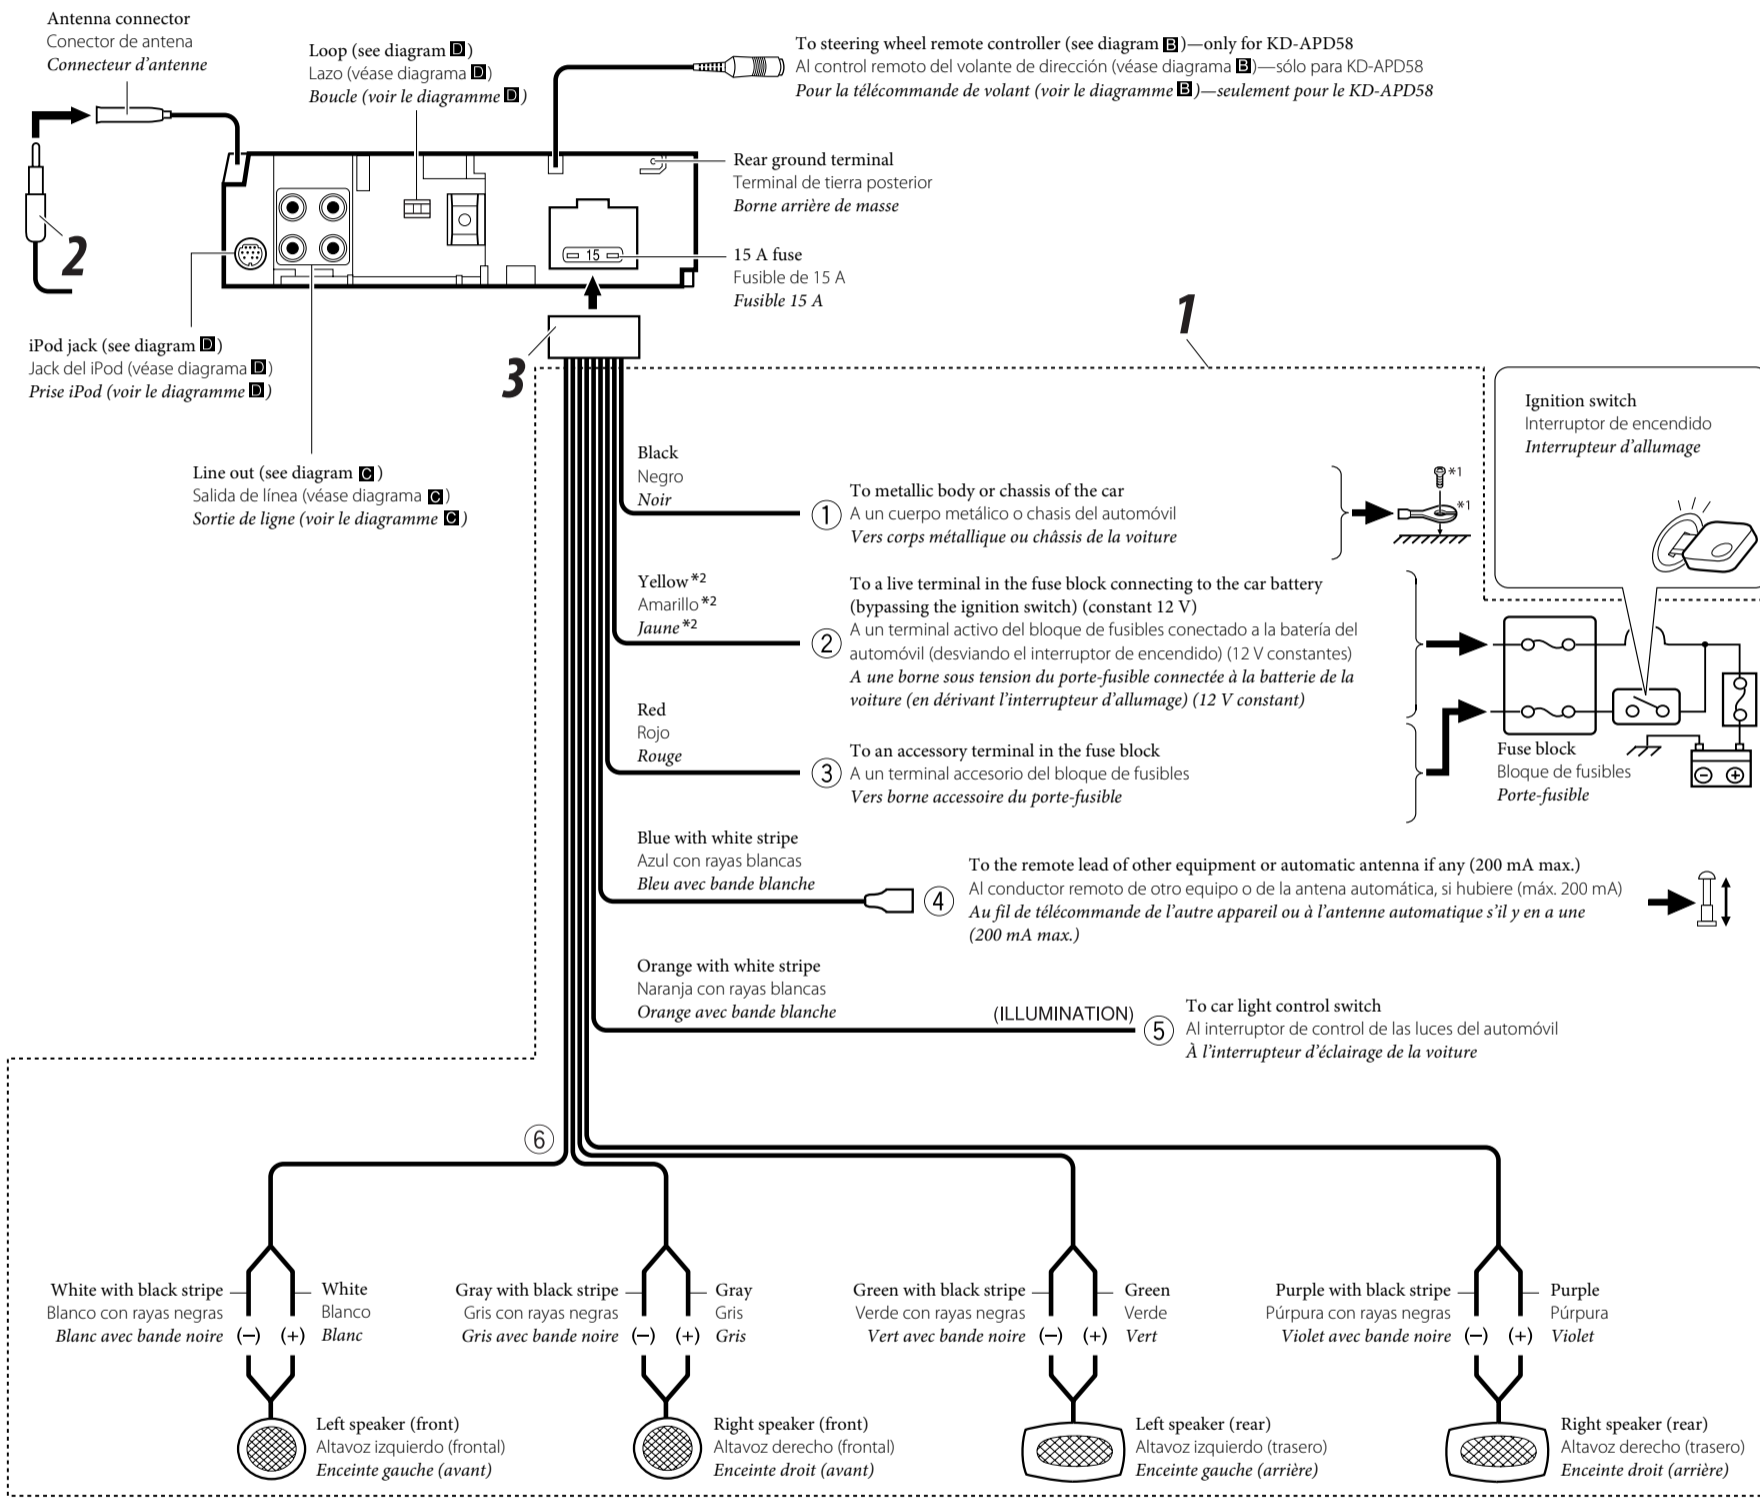 Antenna connector
Conector de antena
Connecteur d'antenne
Loop (see diagram D)
Lazo (véase diagrama D)
Boucle (voir le diagramme D)
To steering wheel remote controller (see diagram B)—only for KD-APD58
Al control remoto del volante de dirección (véase diagrama B)—sólo para KD-APD58
Pour la télécommande de volant (voir le diagramme B)—seulement pour le KD-APD58
Rear ground terminal
Terminal de tierra posterior
Borne arrière de masse
2
15
15 A fuse
Fusible de 15 A
Fusible 15 A
iPod jack (see diagram D)
Jack del iPod (véase diagrama D)
Prise iPod (voir le diagramme D)
3
1
Line out (see diagram C)
Salida de línea (véase diagrama C)
Sortie de ligne (voir le diagramme C)
Ignition switch
Interruptor de encendido
Interrupteur d'allumage
Black
Negro
Noir
① To metallic body or chassis of the car
A un cuerpo metálico o chasis del automóvil
Vers corps métallique ou châssis de la voiture
*1
*1
Yellow*2
Amarillo*2
Jaune*2
② To a live terminal in the fuse block connecting to the car battery
(bypassing the ignition switch) (constant 12 V)
A un terminal activo del bloque de fusibles conectado a la batería del
automóvil (desviando el interruptor de encendido) (12 V constantes)
A une borne sous tension du porte-fusible connectée à la batterie de la
voiture (en dérivant l'interrupteur d'allumage) (12 V constant)
Red
Rojo
Rouge
③ To an accessory terminal in the fuse block
A un terminal accesorio del bloque de fusibles
Vers borne accessoire du porte-fusible
Fuse block
Bloque de fusibles
Porte-fusible
Blue with white stripe
Azul con rayas blancas
Bleu avec bande blanche
④ To the remote lead of other equipment or automatic antenna if any (200 mA max.)
Al conductor remoto de otro equipo o de la antena automática, si hubiere (máx. 200 mA)
Au fil de télécommande de l'autre appareil ou à l'antenne automatique s'il y en a une
(200 mA max.)
Orange with white stripe
Naranja con rayas blancas
Orange avec bande blanche
(ILLUMINATION)
⑤ To car light control switch
Al interruptor de control de las luces del automóvil
À l'interrupteur d'éclairage de la voiture
⑥
White with black stripe
Blanco con rayas negras
Blanc avec bande noire (−)
White
Blanco
(+) Blanc
Gray with black stripe
Gris con rayas negras
Gris avec bande noire (−)
Gray
Gris
(+) Gris
Green with black stripe
Verde con rayas negras
Vert avec bande noire (−)
Green
Verde
(+) Vert
Purple with black stripe
Púrpura con rayas negras
Violet avec bande noire (−)
Purple
Púrpura
(+) Violet
Left speaker (front)
Altavoz izquierdo (frontal)
Enceinte gauche (avant)
Right speaker (front)
Altavoz derecho (frontal)
Enceinte droit (avant)
Left speaker (rear)
Altavoz izquierdo (trasero)
Enceinte gauche (arrière)
Right speaker (rear)
Altavoz derecho (trasero)
Enceinte droit (arrière)